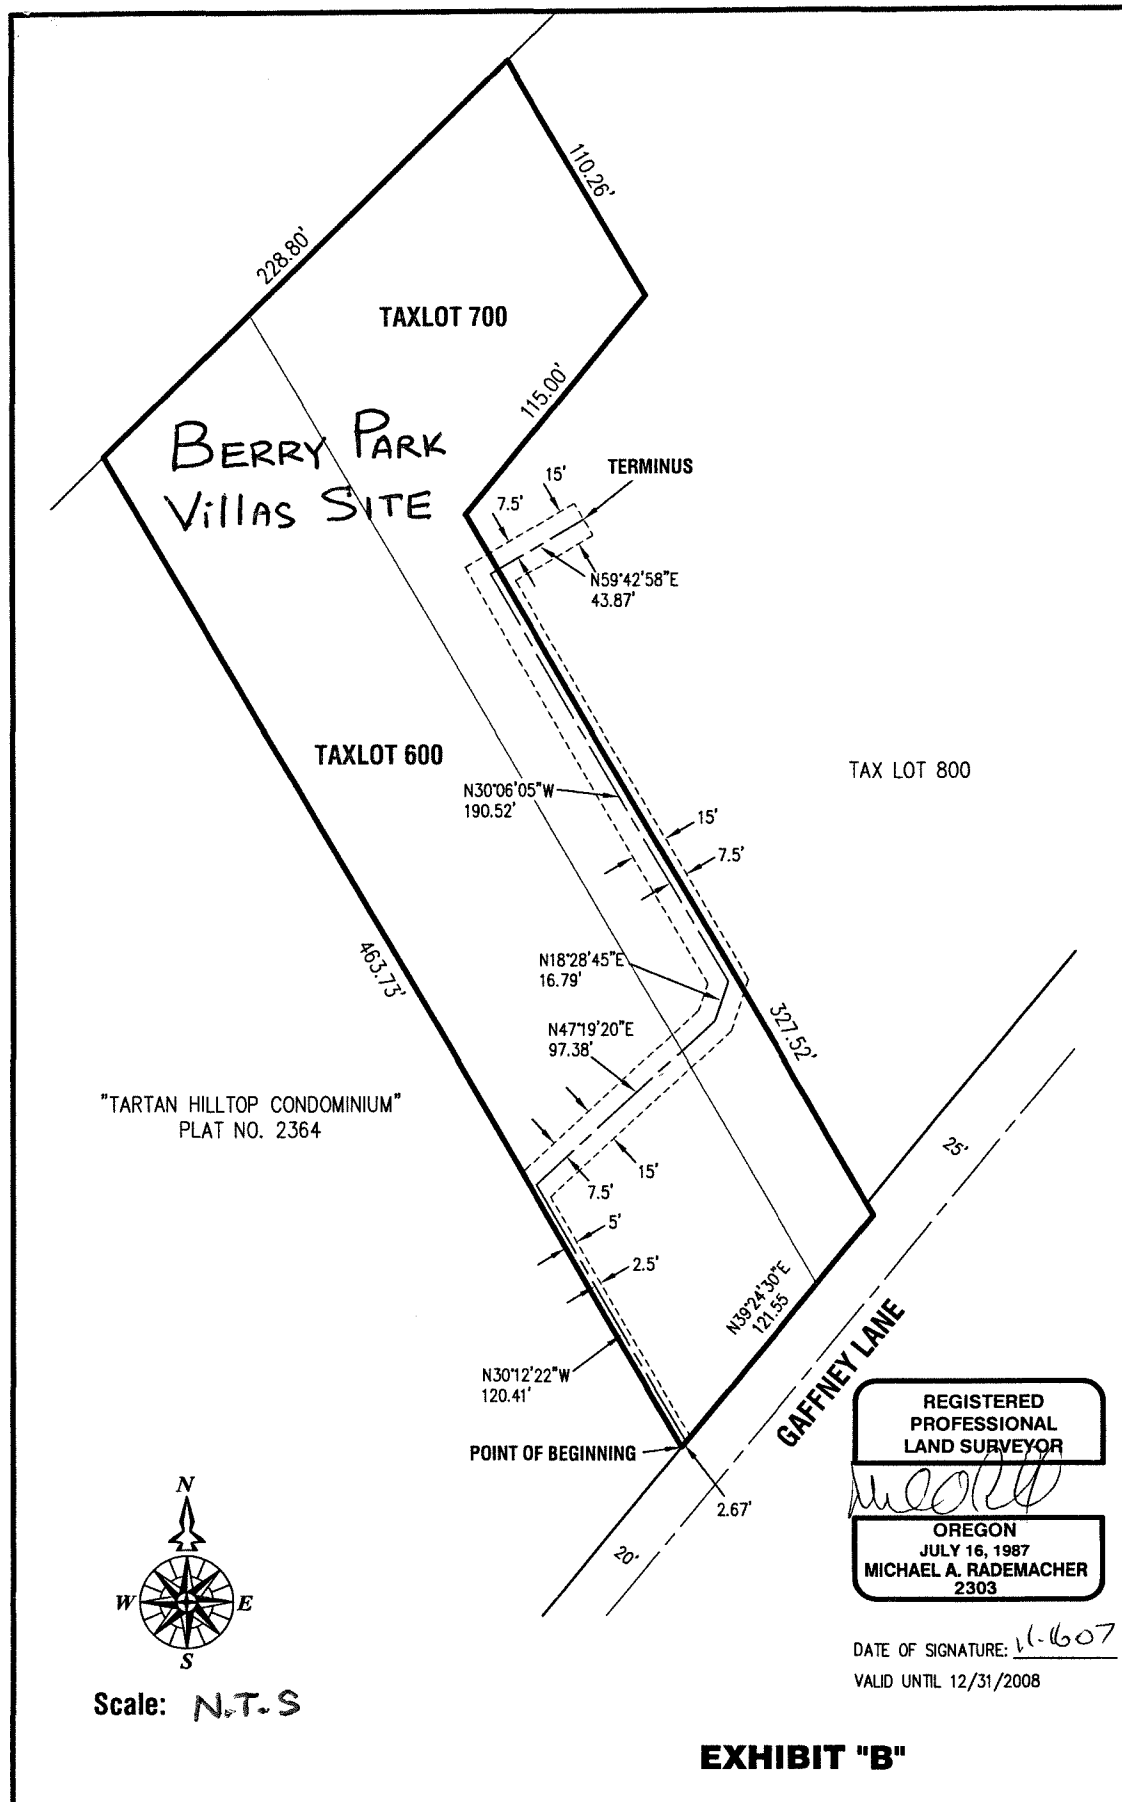 110.26'
228.80'
TAXLOT 700
115.00'
BERRY PARK
VillAS SITE
TERMINUS
15'
7.5'
N59°42'58"E
43.87'
TAXLOT 600
TAX LOT 800
N30°06'05"W
190.52'
15'
7.5'
463.73'
N18°28'45"E
16.79'
327.52'
N47°19'20"E
97.38'
"TARTAN HILLTOP CONDOMINIUM"
PLAT NO. 2364
25'
15'
7.5'
5'
2.5'
N39°24'30"E
121.55
N30°12'22"W
120.41'
GAFFNEY LANE
POINT OF BEGINNING
2.67'
20'
REGISTERED
PROFESSIONAL
LAND SURVEYOR
OREGON
JULY 16, 1987
MICHAEL A. RADEMACHER
2303
DATE OF SIGNATURE:
VALID UNTIL 12/31/2008
N
W E
S
Scale: N.T.S
EXHIBIT "B"